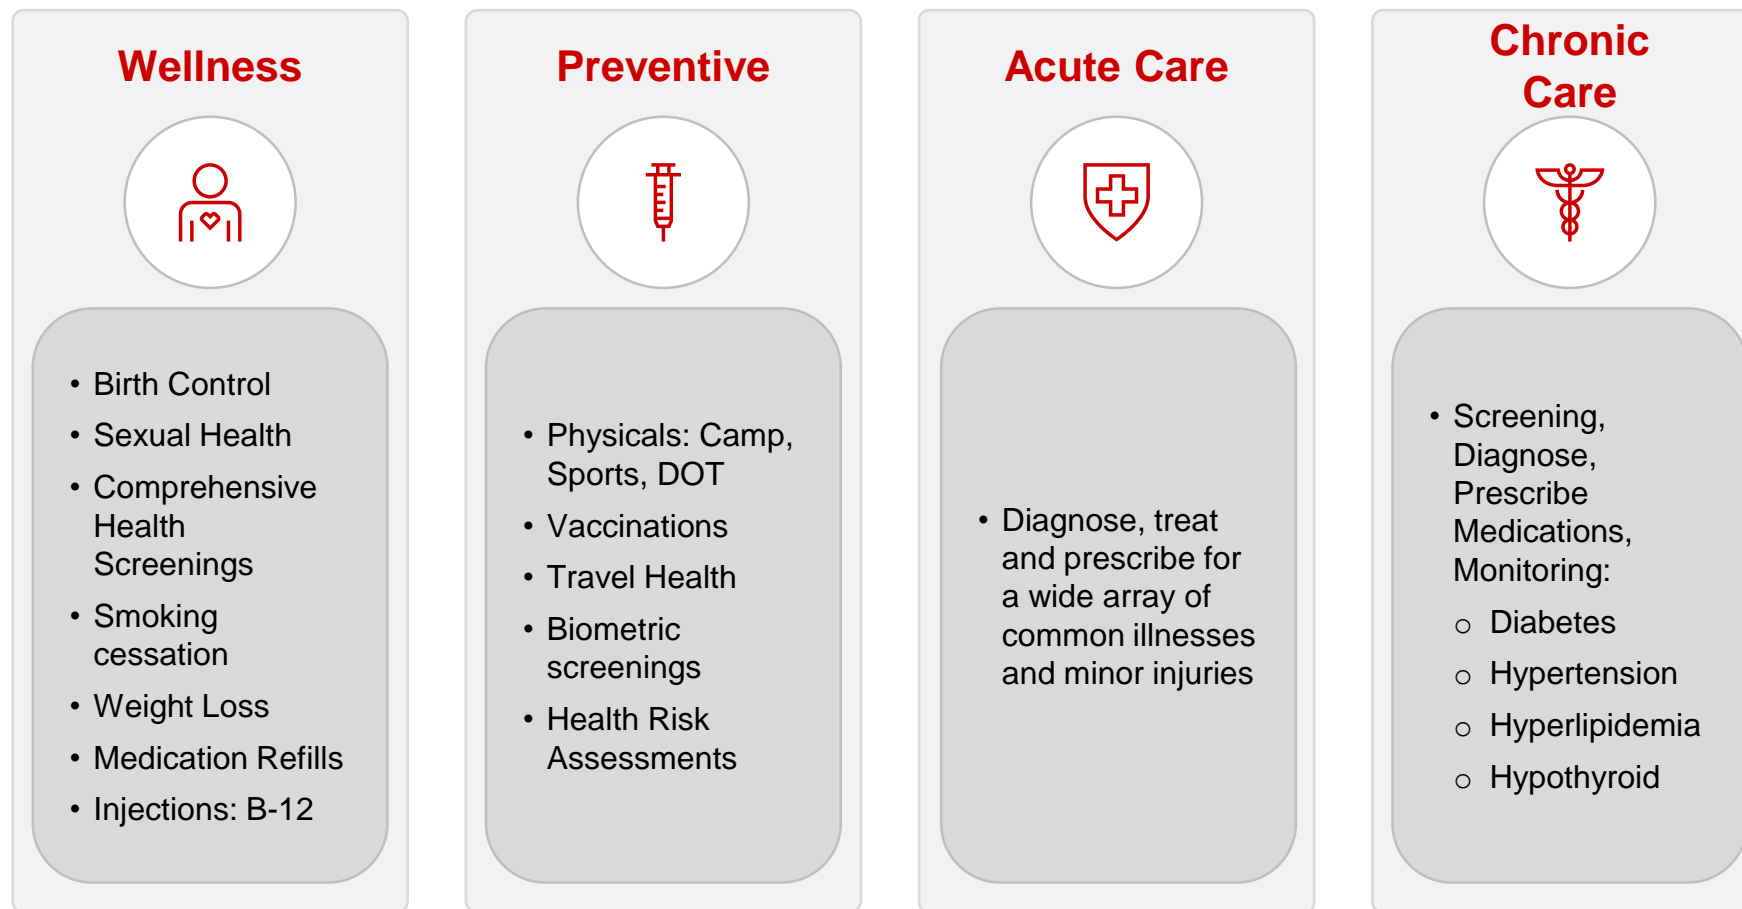 Wellness
• Birth Control
• Sexual Health
• Comprehensive
Health
Screenings
• Smoking
cessation
• Weight Loss
• Medication Refills
• Injections: B-12
Preventive
• Physicals: Camp,
Sports, DOT
• Vaccinations
• Travel Health
• Biometric
screenings
• Health Risk
Assessments
Acute Care
• Diagnose, treat
and prescribe for
a wide array of
common illnesses
and minor injuries
Chronic
Care
• Screening,
Diagnose,
Prescribe
Medications,
Monitoring:
o Diabetes
o Hypertension
o Hyperlipidemia
o Hypothyroid